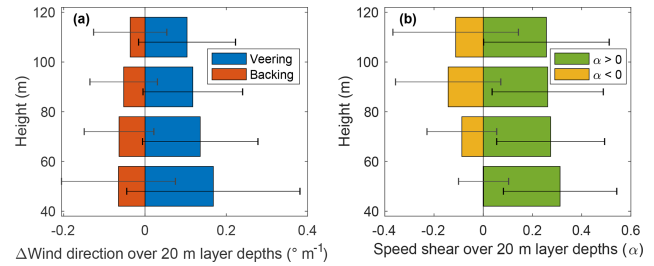 (a)
Veering
Backing
Height (m)
120
100
80
60
40
-0.2 0 0.2 0.4
ΔWind direction over 20 m layer depths (° m⁻¹)
(b)
α > 0
α < 0
Height (m)
120
100
80
60
40
-0.4 -0.2 0 0.2 0.4 0.6
Speed shear over 20 m layer depths (α)